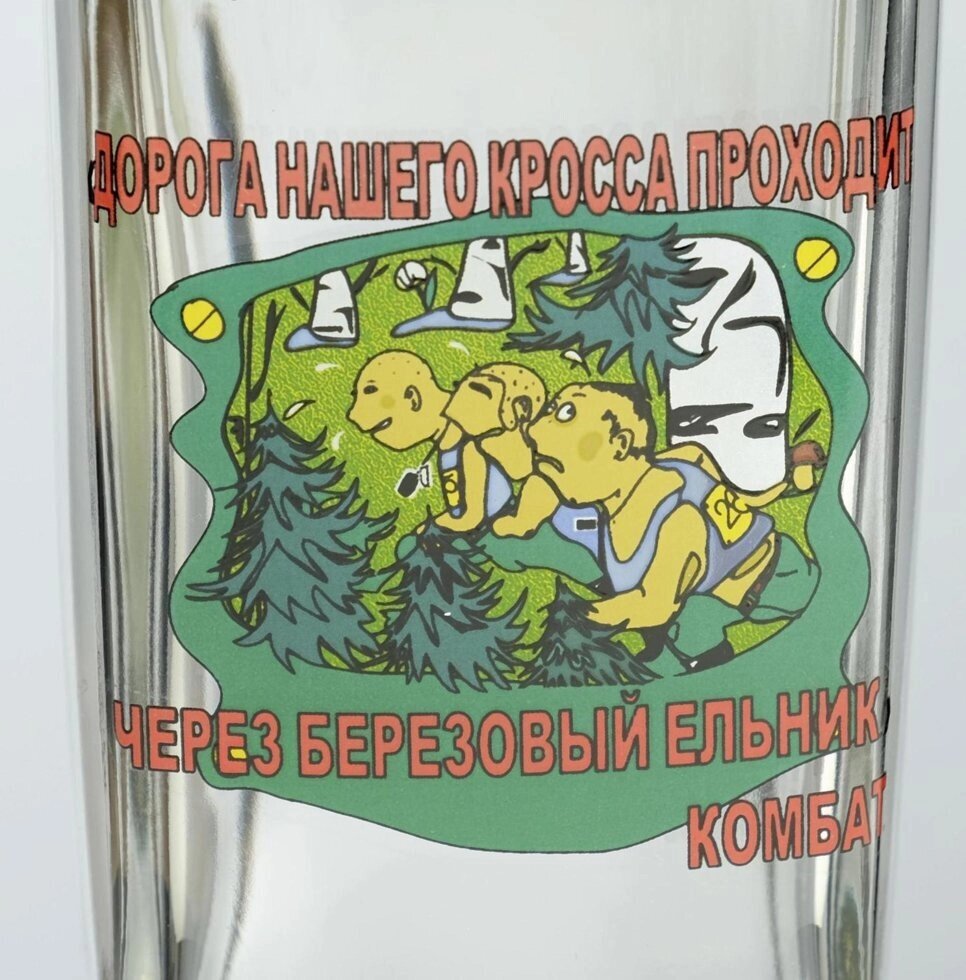 ДОРОГА НАШЕГО КРОССА ПРОХОДИТ
ЧЕРЕЗ БЕРЕЗОВЫЙ ЕЛЬНИК.
КОМБАТ